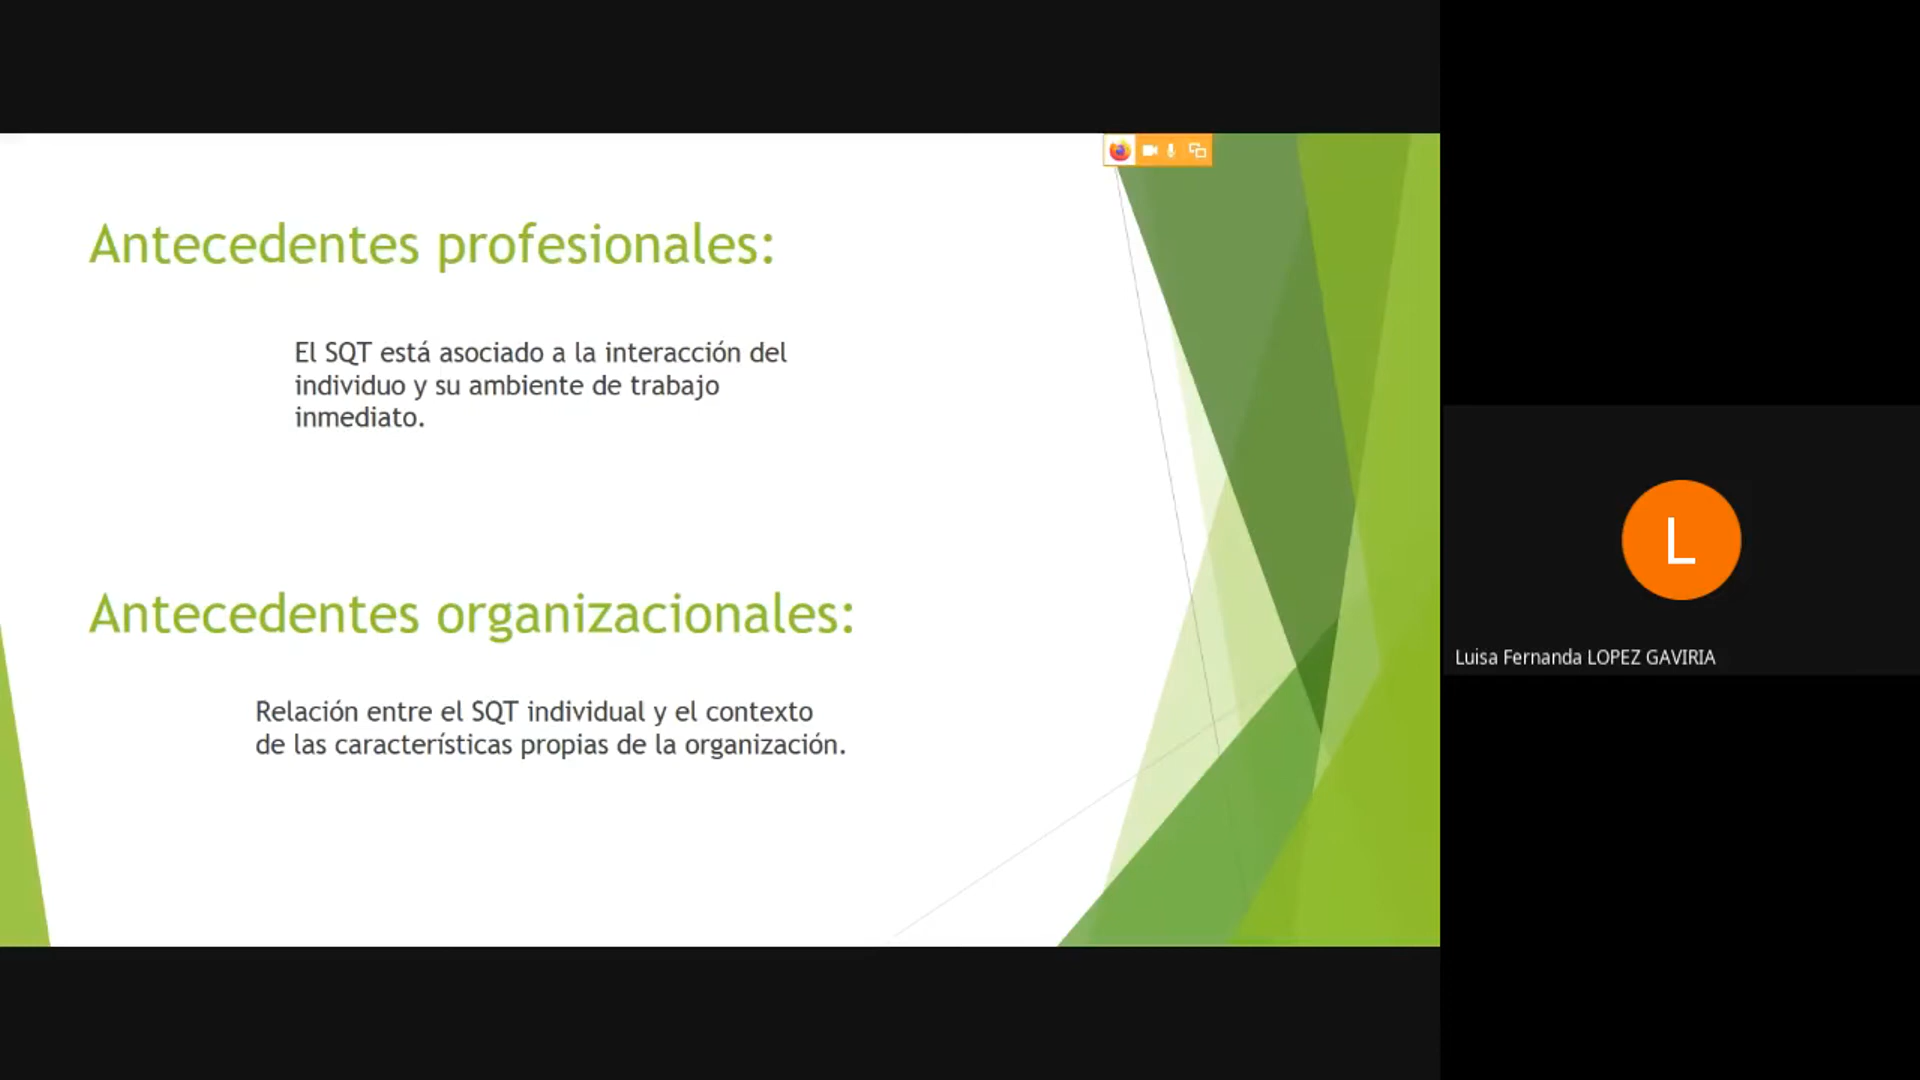 Antecedentes profesionales:
El SQT está asociado a la interacción del
individuo y su ambiente de trabajo
inmediato.
Antecedentes organizacionales:
Relación entre el SQT individual y el contexto
de las características propias de la organización.
L
Luisa Fernanda LOPEZ GAVIRIA